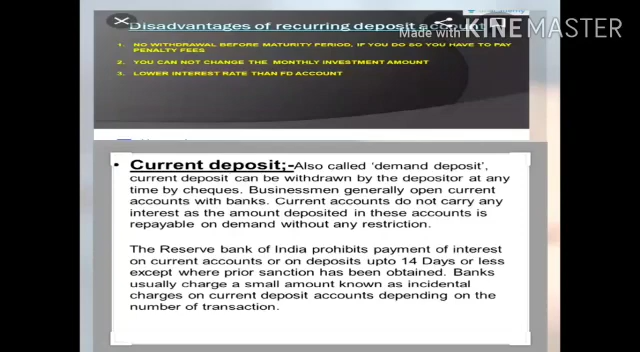 Disadvantages of recurring deposit account
Made with KINEMASTER
1. NO WITHDRAWAL BEFORE MATURITY PERIOD, IF YOU DO SO YOU HAVE TO PAY
PENALTY FEES
2. YOU CAN NOT CHANGE THE MONTHLY INVESTMENT AMOUNT
3. LOWER INTEREST RATE THAN FD ACCOUNT
• Current deposit;-Also called 'demand deposit',
current deposit can be withdrawn by the depositor at any
time by cheques. Businessmen generally open current
accounts with banks. Current accounts do not carry any
interest as the amount deposited in these accounts is
repayable on demand without any restriction.
The Reserve bank of India prohibits payment of interest
on current accounts or on deposits upto 14 Days or less
except where prior sanction has been obtained. Banks
usually charge a small amount known as incidental
charges on current deposit accounts depending on the
number of transaction.